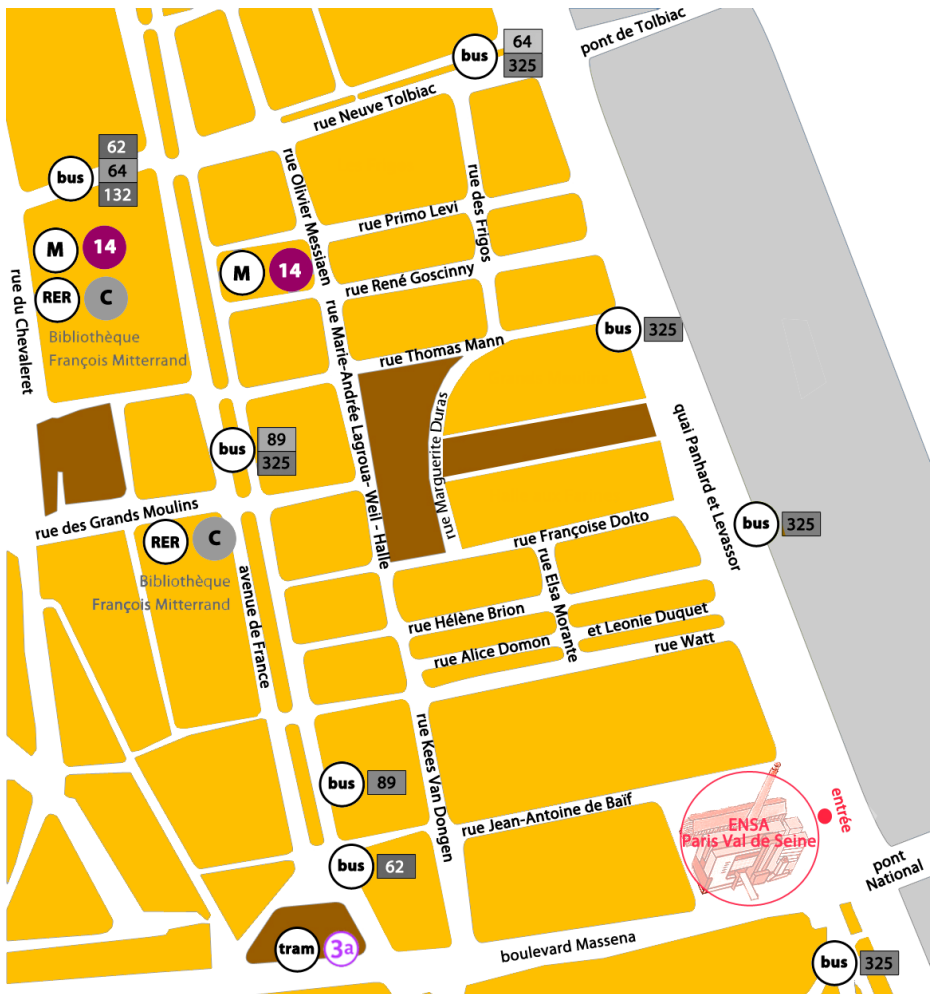 pont de Tolbiac
bus
64
325
rue Neuve Tolbiac
62
bus
64
132
rue Olivier Messiaen
rue des Frigos
rue Primo Levi
M
14
M
14
rue René Goscinny
RER
C
rue du Chevaleret
Bibliothèque
François Mitterrand
bus
325
rue Thomas Mann
rue Marie-Andrée Lagroua- Weil - Halle
rue Marguerite Duras
quai Panhard et Levassor
bus
89
325
rue des Grands Moulins
RER
C
bus
325
rue Françoise Dolto
Bibliothèque
François Mitterrand
avenue de France
rue Elsa Morante
rue Hélène Brion
et Leonie Duquet
rue Alice Domon
rue Watt
rue Kees Van Dongen
bus
89
rue Jean-Antoine de Baïf
ENSA
Paris Val de Seine
entrée
bus
62
pont
National
tram
3a
boulevard Massena
bus
325